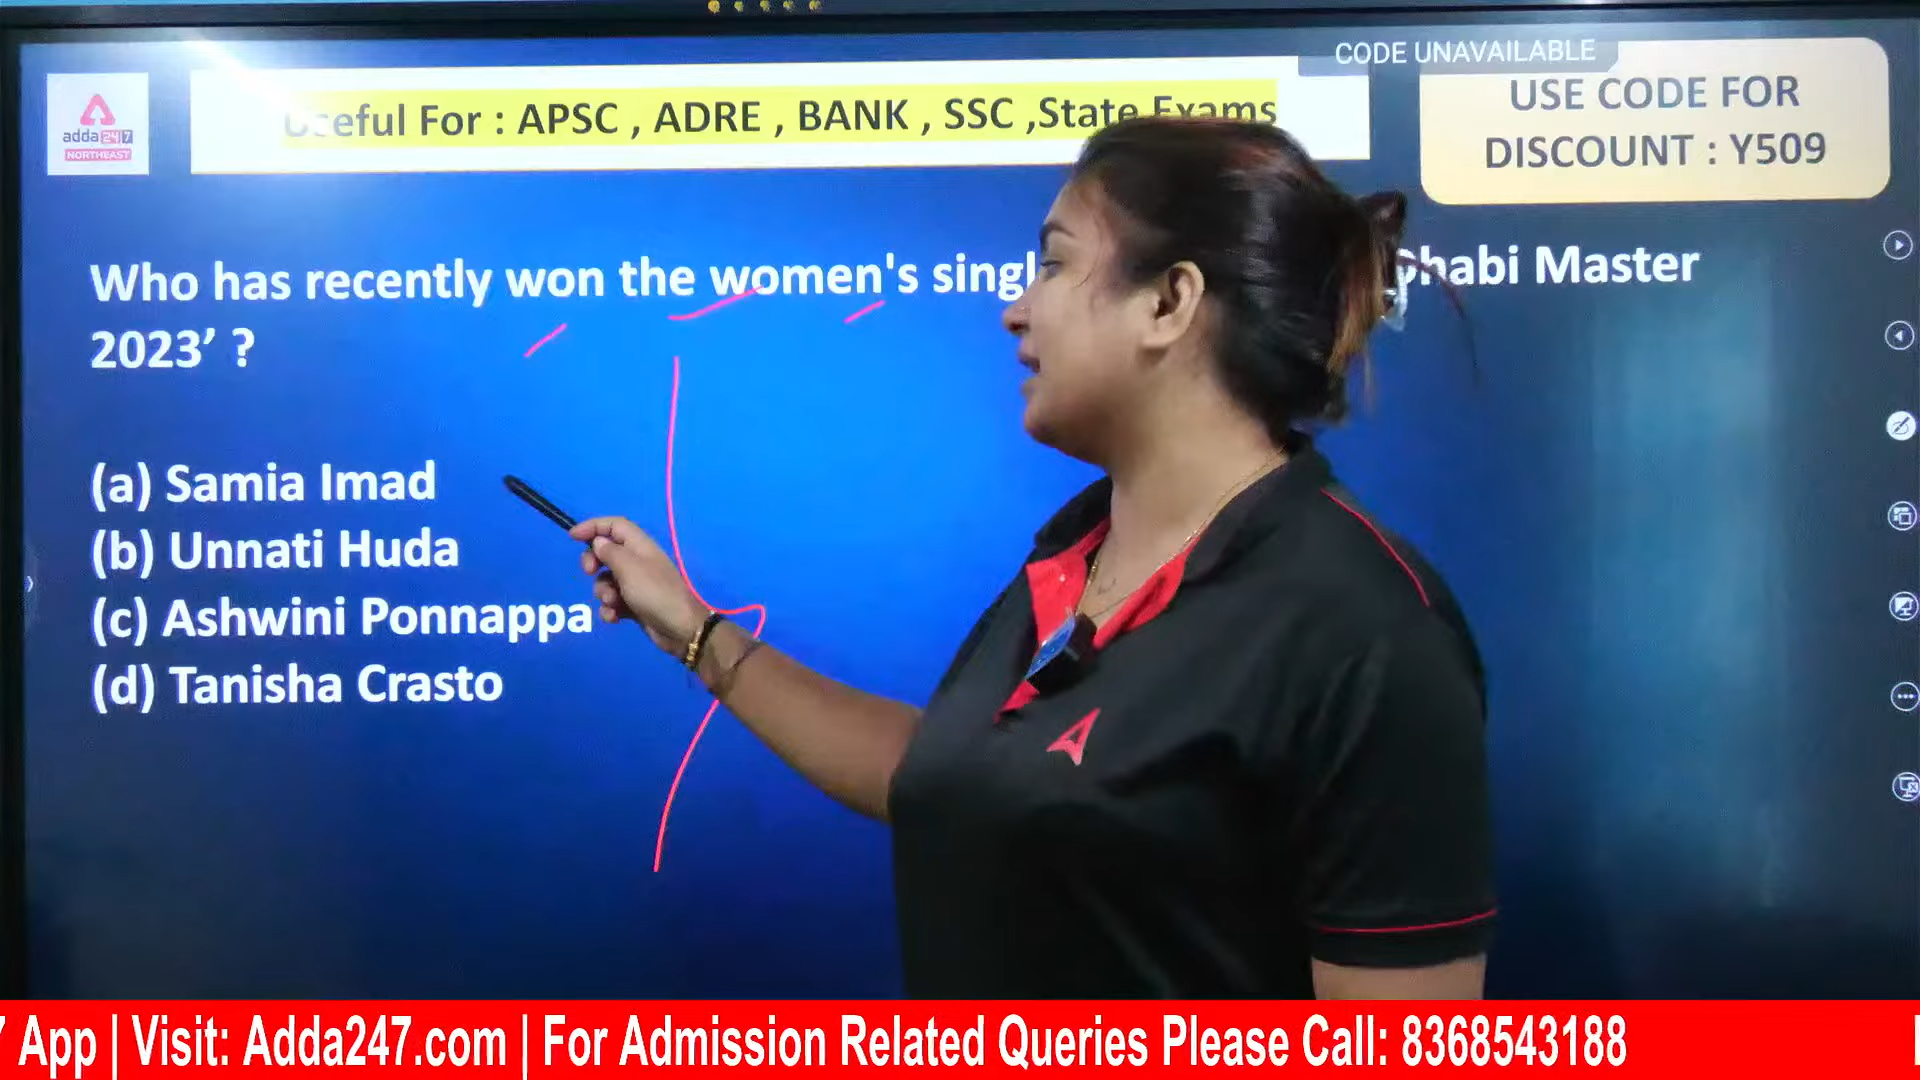 CODE UNAVAILABLE
Useful For : APSC , ADRE , BANK , SSC ,State Exams
USE CODE FOR
DISCOUNT : Y509
adda247
NORTHEAST
Who has recently won the women's Dhabi Master
2023’ ?
(a) Samia Imad
(b) Unnati Huda
(c) Ashwini Ponnappa
(d) Tanisha Crasto
App | Visit: Adda247.com | For Admission Related Queries Please Call: 8368543188